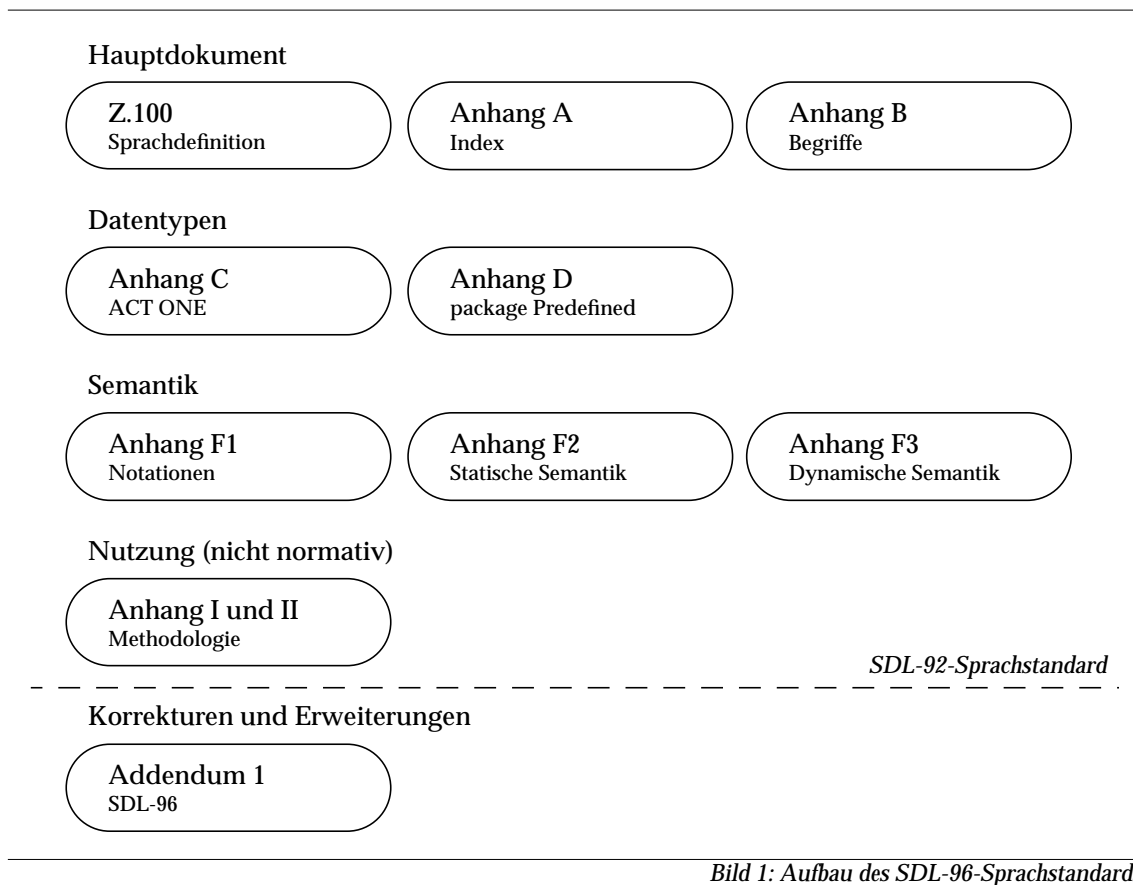 Hauptdokument
Z.100
Sprachdefinition
Anhang A
Index
Anhang B
Begriffe
Datentypen
Anhang C
ACT ONE
Anhang D
package Predefined
Semantik
Anhang F1
Notationen
Anhang F2
Statische Semantik
Anhang F3
Dynamische Semantik
Nutzung (nicht normativ)
Anhang I und II
Methodologie
SDL-92-Sprachstandard
Korrekturen und Erweiterungen
Addendum 1
SDL-96
Bild 1: Aufbau des SDL-96-Sprachstandard